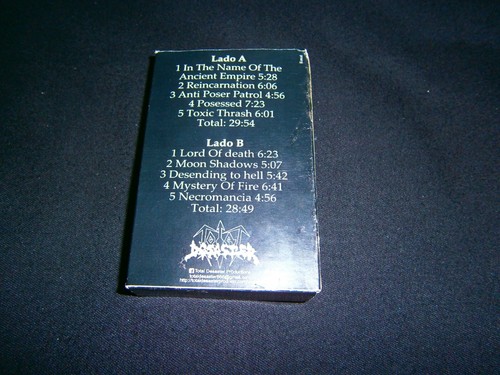 Lado A
1 In The Name Of The
Ancient Empire 5:28
2 Reincarnation 6:06
3 Anti Poser Patrol 4:56
4 Posessed 7:23
5 Toxic Thrash 6:01
Total: 29:54
Lado B
1 Lord Of death 6:23
2 Moon Shadows 5:07
3 Desending to hell 5:42
4 Mystery Of Fire 6:41
5 Necromancia 4:56
Total: 28:49
DESASTER
Total Desaster